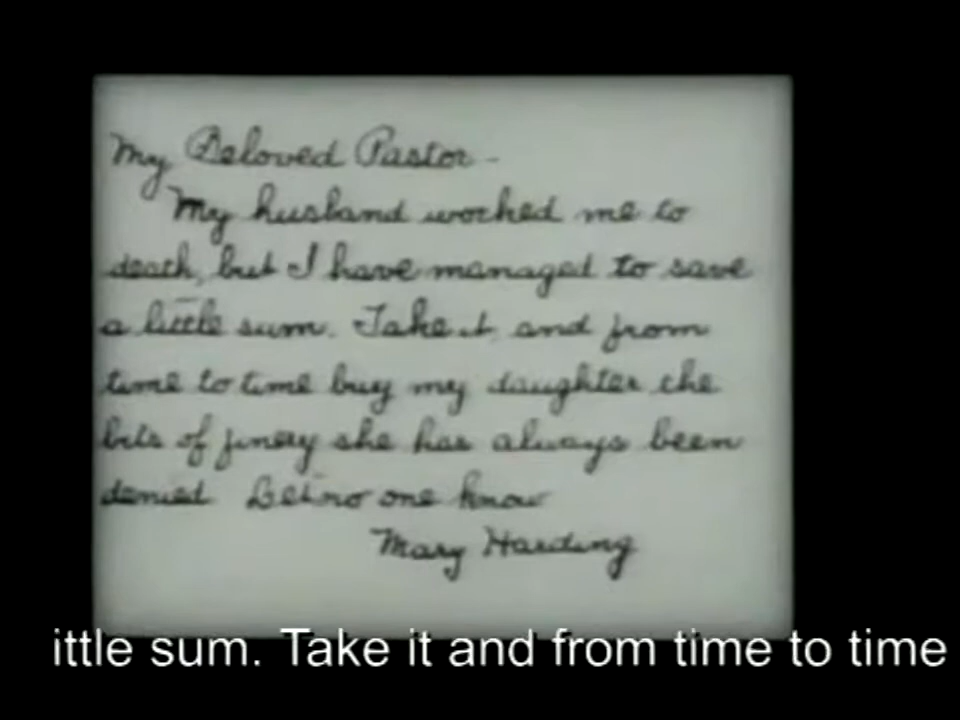 My Beloved Pastor -
My husband worked me to
death, but I have managed to save
a little sum. Take it and from
time to time buy my daughter the
bits of finery she has always been
denied Let no one know
Mary Harding
ittle sum. Take it and from time to time